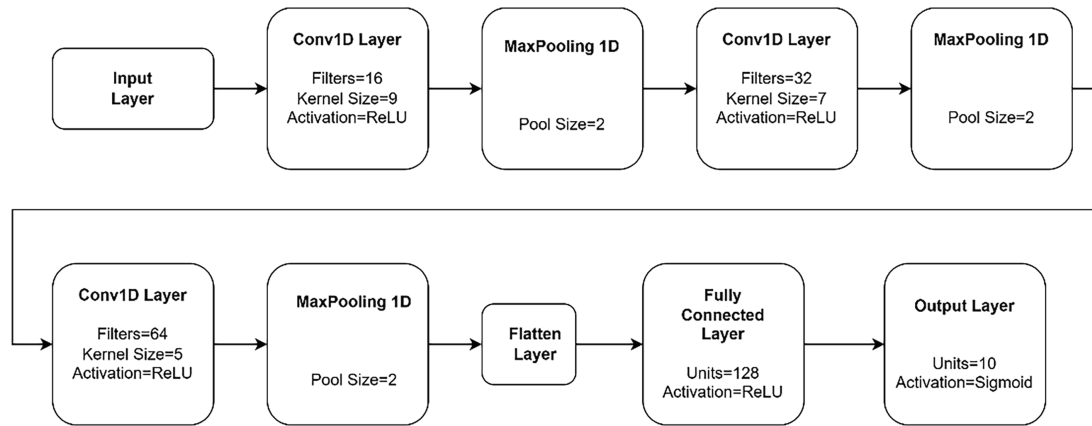 Input
Layer
Conv1D Layer
Filters=16
Kernel Size=9
Activation=ReLU
MaxPooling 1D
Pool Size=2
Conv1D Layer
Filters=32
Kernel Size=7
Activation=ReLU
MaxPooling 1D
Pool Size=2
Conv1D Layer
Filters=64
Kernel Size=5
Activation=ReLU
MaxPooling 1D
Pool Size=2
Flatten
Layer
Fully
Connected
Layer
Units=128
Activation=ReLU
Output Layer
Units=10
Activation=Sigmoid